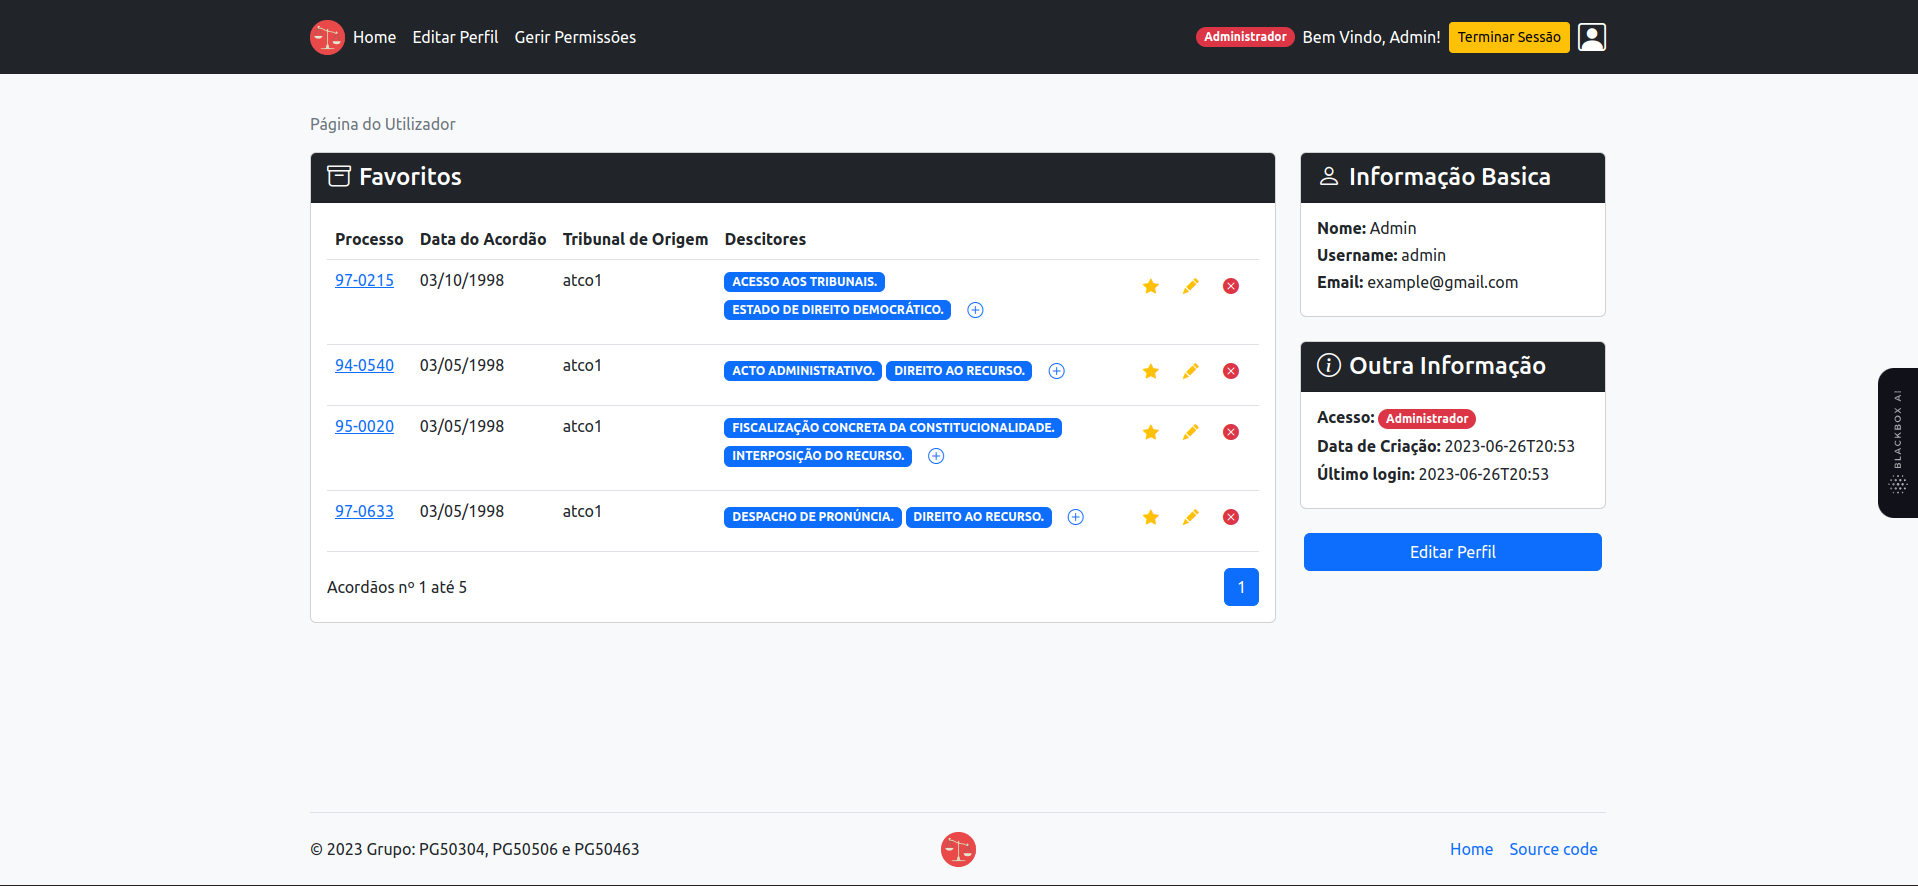 Home Editar Perfil Gerir Permissões
Administrador Bem Vindo, Admin! Terminar Sessão
Página do Utilizador
Favoritos
Processo Data do Acordão Tribunal de Origem Descitores
97-0215 03/10/1998 atco1 ACESSO AOS TRIBUNAIS.
ESTADO DE DIREITO DEMOCRÁTICO.
94-0540 03/05/1998 atco1 ACTO ADMINISTRATIVO. DIREITO AO RECURSO.
95-0020 03/05/1998 atco1 FISCALIZAÇÃO CONCRETA DA CONSTITUCIONALIDADE.
INTERPOSIÇÃO DO RECURSO.
97-0633 03/05/1998 atco1 DESPACHO DE PRONÚNCIA. DIREITO AO RECURSO.
Acordãos nº 1 até 5
1
Informação Basica
Nome: Admin
Username: admin
Email: example@gmail.com
Outra Informação
Acesso: Administrador
Data de Criação: 2023-06-26T20:53
Último login: 2023-06-26T20:53
Editar Perfil
BLACKBOX AI
© 2023 Grupo: PG50304, PG50506 e PG50463
Home Source code